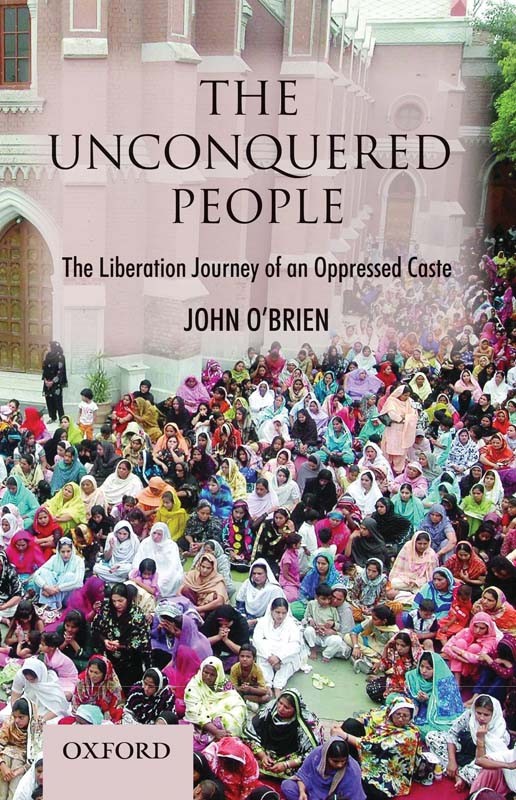 THE
UNCONQUERED
PEOPLE
The Liberation Journey of an Oppressed Caste
JOHN O'BRIEN
OXFORD